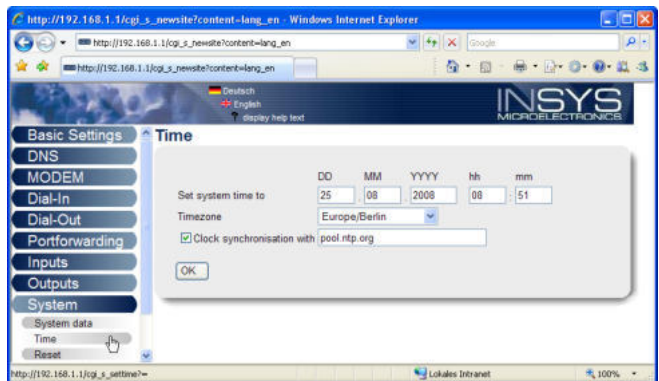 http://192.168.1.1/cgi_s_newsite?content=lang_en - Windows Internet Explorer
http://192.168.1.1/cgi_s_newsite?content=lang_en
Google
http://192.168.1.1/cgi_s_newsite?content=lang_en
Deutsch
English
display help text
INSYS
MICROELECTRONICS
Basic Settings
Time
DNS
MODEM
DD MM YYYY hh mm
Dial-In
Set system time to 25 . 08 . 2008 08 : 51
Dial-Out
Timezone Europe/Berlin
Portforwarding
Clock synchronisation with pool.ntp.org
Inputs
OK
Outputs
System
System data
Time
Reset
http://192.168.1.1/cgi_s_settime?=
Lokales Intranet
100%